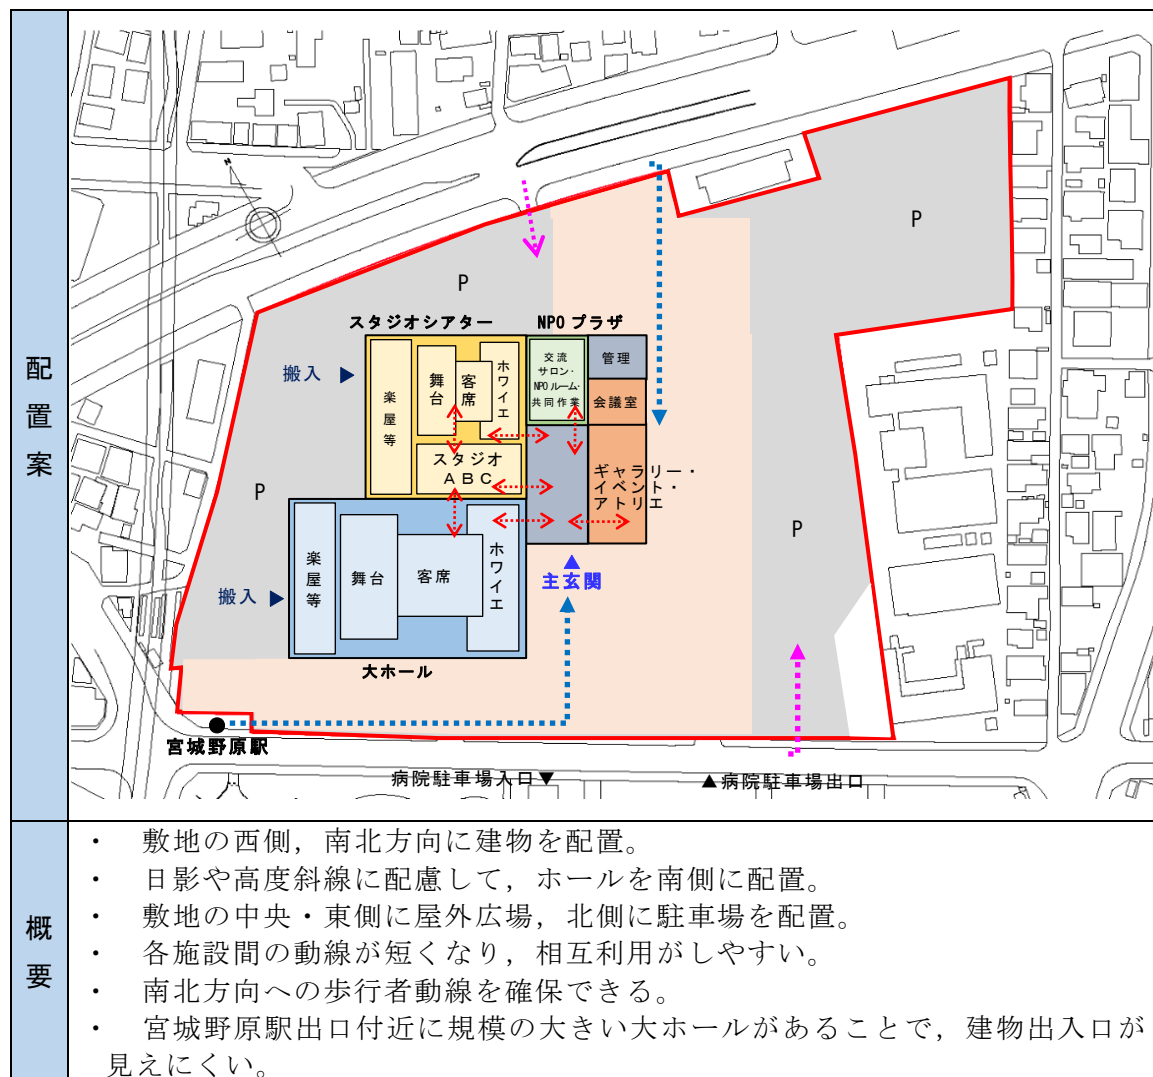 配
置
案
N
P
P
スタジオシアター
NPO プラザ
搬入 ▶
楽
屋
等
舞
台
客
席
ホ
ワ
イ
エ
交流
サロン・
NPOルーム・
共同作業
管理
会議室
スタジオ
ＡＢＣ
ギャラリー・
イベント・
アトリエ
P
P
搬入 ▶
楽
屋
等
舞台
客席
ホ
ワ
イ
エ
▲
主玄関
大ホール
宮城野原駅
病院駐車場入口▼
▲病院駐車場出口
概
要
・ 敷地の西側，南北方向に建物を配置。
・ 日影や高度斜線に配慮して，ホールを南側に配置。
・ 敷地の中央・東側に屋外広場，北側に駐車場を配置。
・ 各施設間の動線が短くなり，相互利用がしやすい。
・ 南北方向への歩行者動線を確保できる。
・ 宮城野原駅出口付近に規模の大きい大ホールがあることで，建物出入口が
見えにくい。